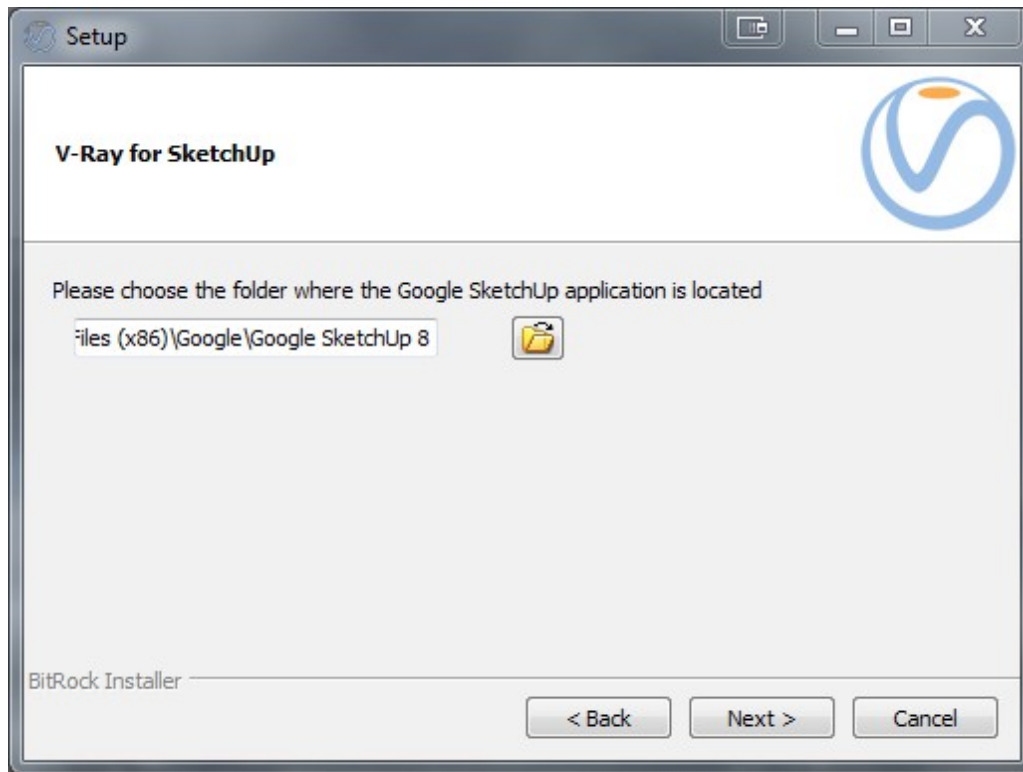 Setup
V-Ray for SketchUp
Please choose the folder where the Google SketchUp application is located
Files (x86)\Google\Google SketchUp 8
BitRock Installer
< Back Next > Cancel